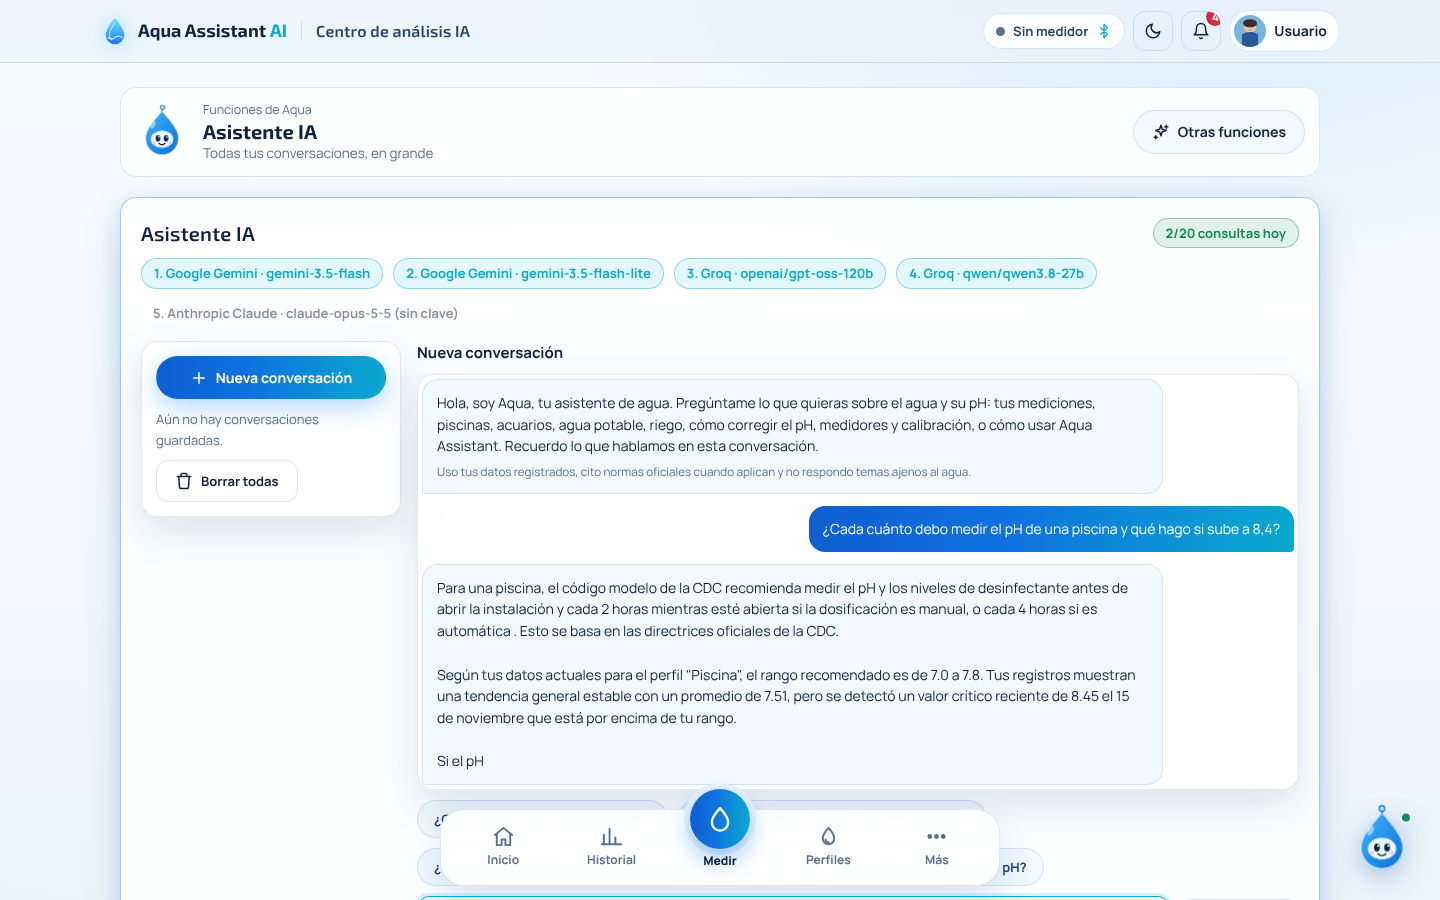 Aqua Assistant AI
Centro de análisis IA
Sin medidor
4
Usuario
Funciones de Aqua
Asistente IA
Todas tus conversaciones, en grande
Otras funciones
Asistente IA
2/20 consultas hoy
1. Google Gemini · gemini-3.5-flash
2. Google Gemini · gemini-3.5-flash-lite
3. Groq · openai/gpt-oss-120b
4. Groq · qwen/qwen3.8-27b
5. Anthropic Claude · claude-opus-5-5 (sin clave)
Nueva conversación
Aún no hay conversaciones
guardadas.
Borrar todas
Nueva conversación
Hola, soy Aqua, tu asistente de agua. Pregúntame lo que quieras sobre el agua y su pH: tus mediciones,
piscinas, acuarios, agua potable, riego, cómo corregir el pH, medidores y calibración, o cómo usar Aqua
Assistant. Recuerdo lo que hablamos en esta conversación.
Uso tus datos registrados, cito normas oficiales cuando aplican y no respondo temas ajenos al agua.
¿Cada cuánto debo medir el pH de una piscina y qué hago si sube a 8,4?
Para una piscina, el código modelo de la CDC recomienda medir el pH y los niveles de desinfectante antes de
abrir la instalación y cada 2 horas mientras esté abierta si la dosificación es manual, o cada 4 horas si es
automática . Esto se basa en las directrices oficiales de la CDC.
Según tus datos actuales para el perfil "Piscina", el rango recomendado es de 7.0 a 7.8. Tus registros muestran
una tendencia general estable con un promedio de 7.51, pero se detectó un valor crítico reciente de 8.45 el 15
de noviembre que está por encima de tu rango.
Si el pH
pH?
Inicio
Historial
Medir
Perfiles
Más